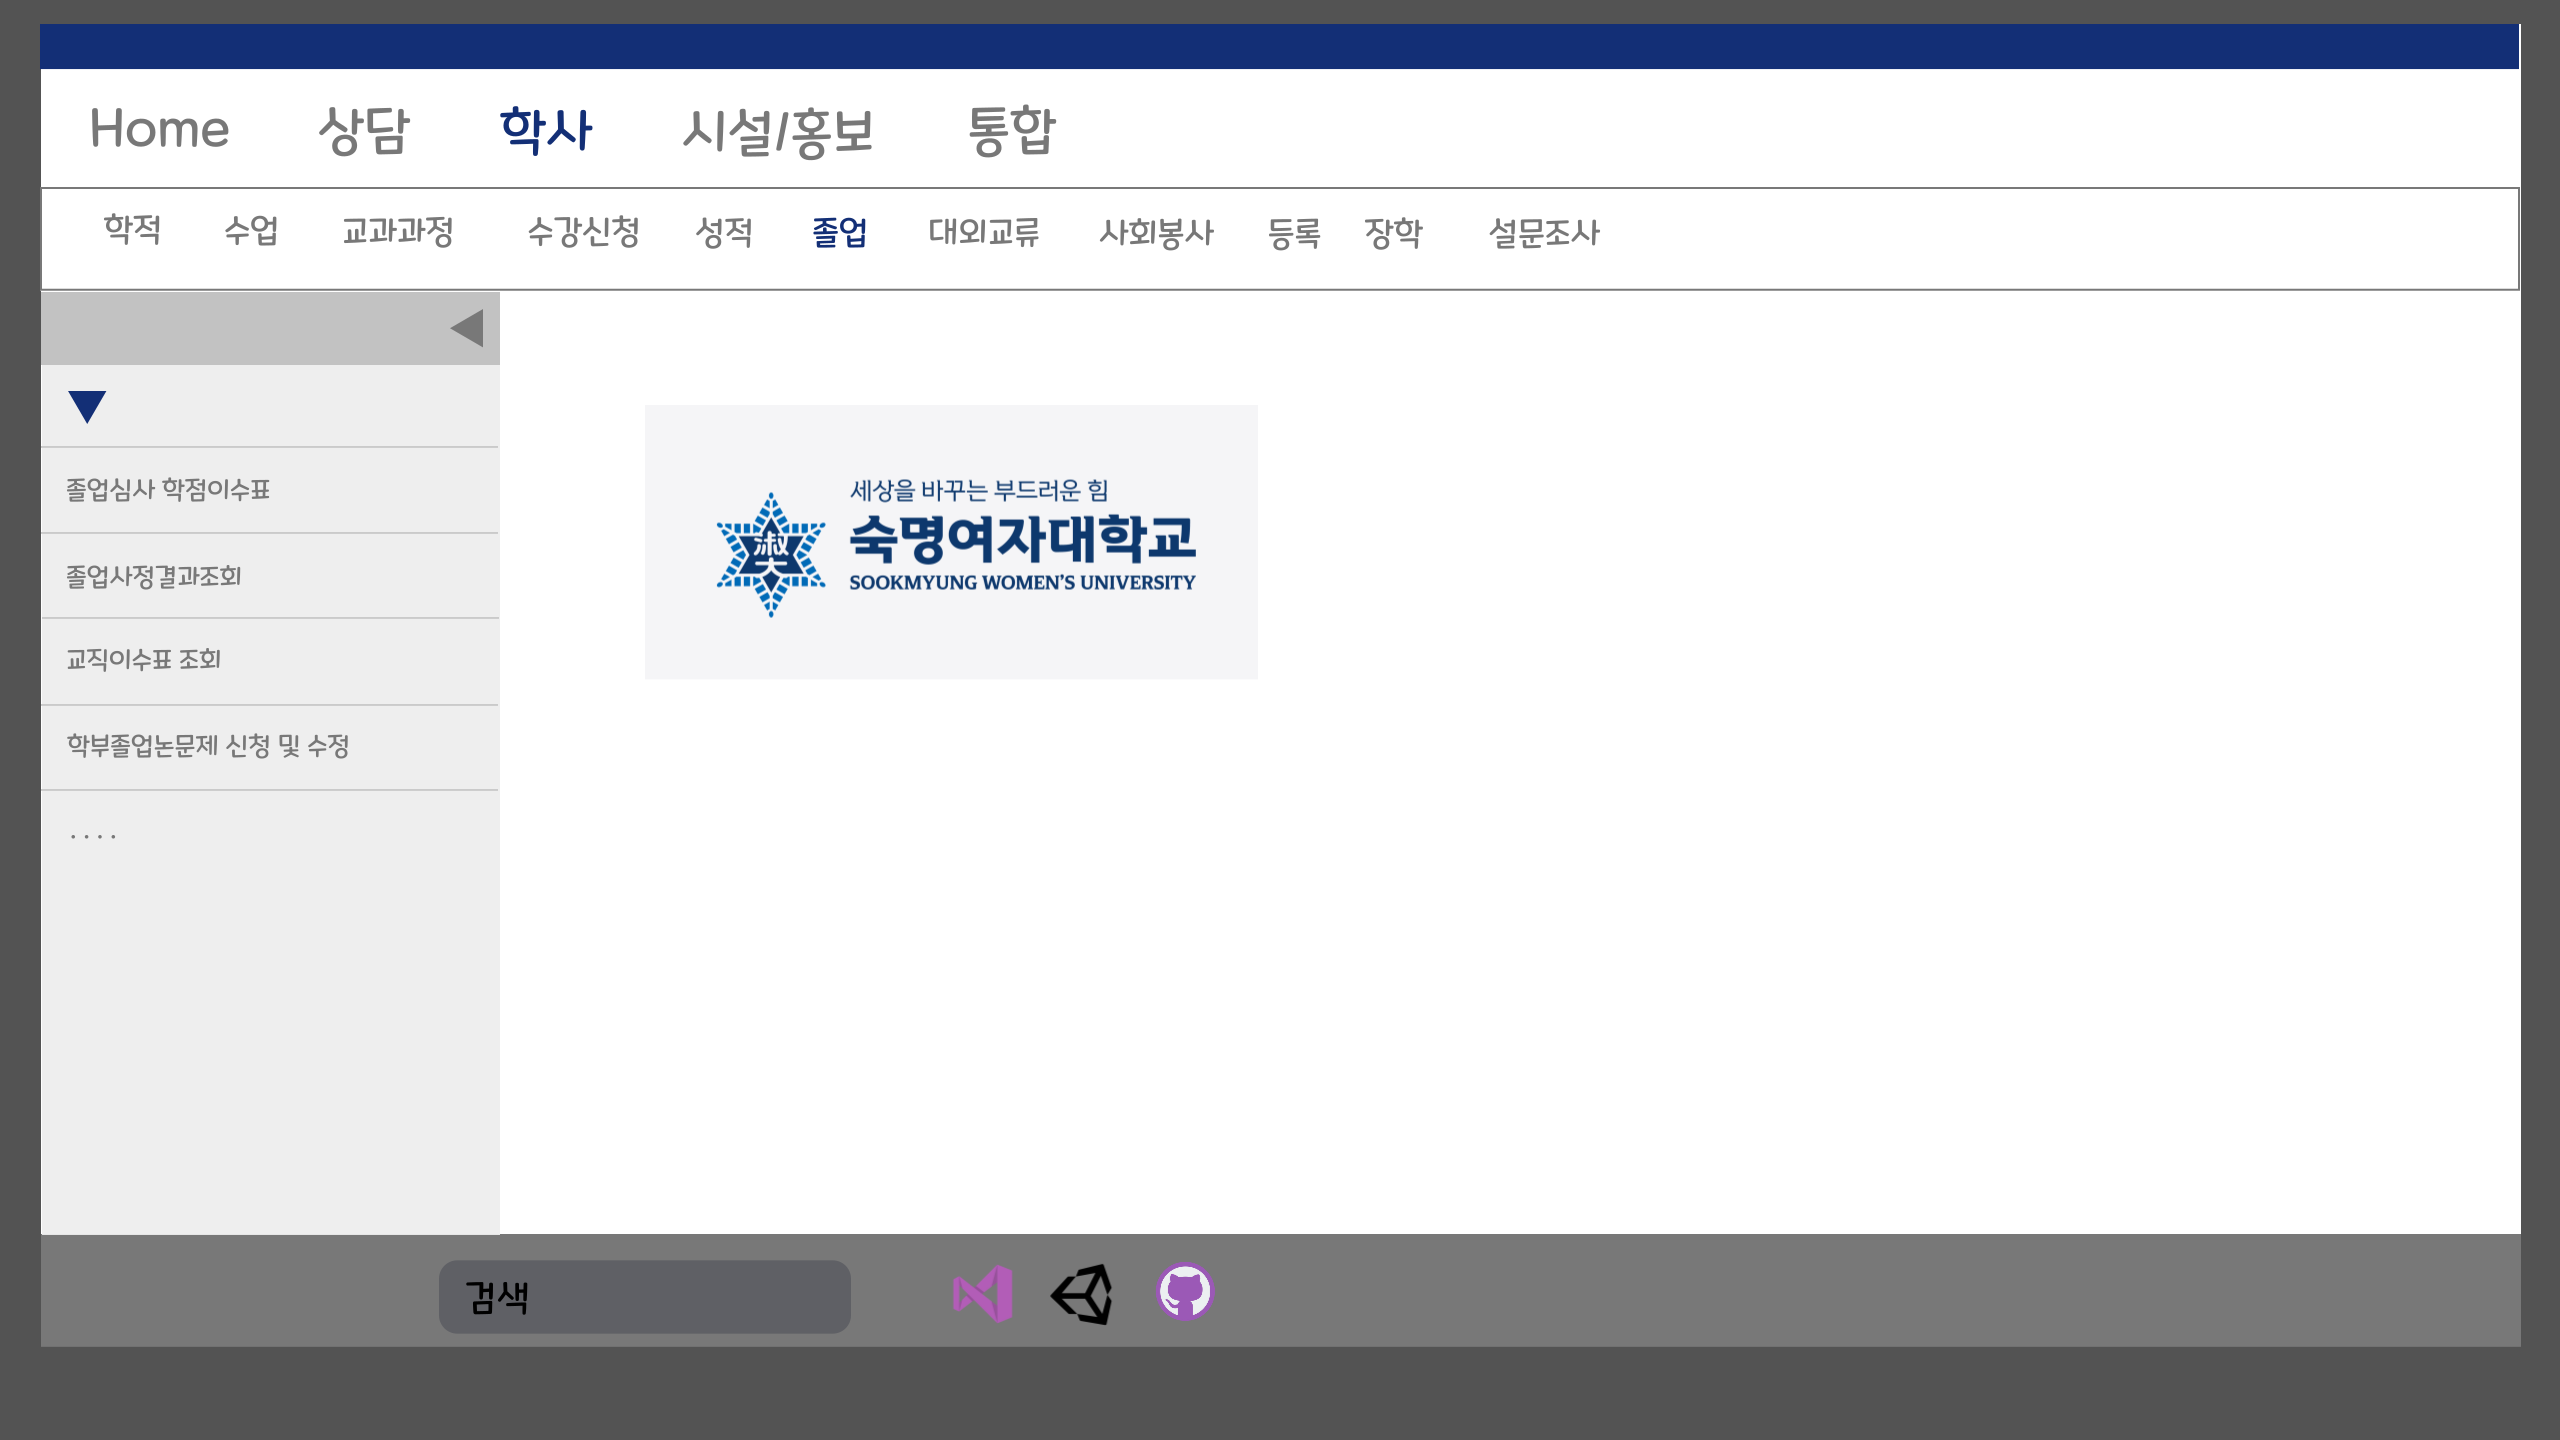 Home 상담 학사 시설/홍보 통합
학적 수업 교과과정 수강신청 성적 졸업 대외교류 사회봉사 등록 장학 설문조사
졸업심사 학점이수표
졸업사정결과조회
교직이수표 조회
학부졸업논문제 신청 및 수정
....
세상을 바꾸는 부드러운 힘
숙명여자대학교
SOOKMYUNG WOMEN'S UNIVERSITY
淑大
검색